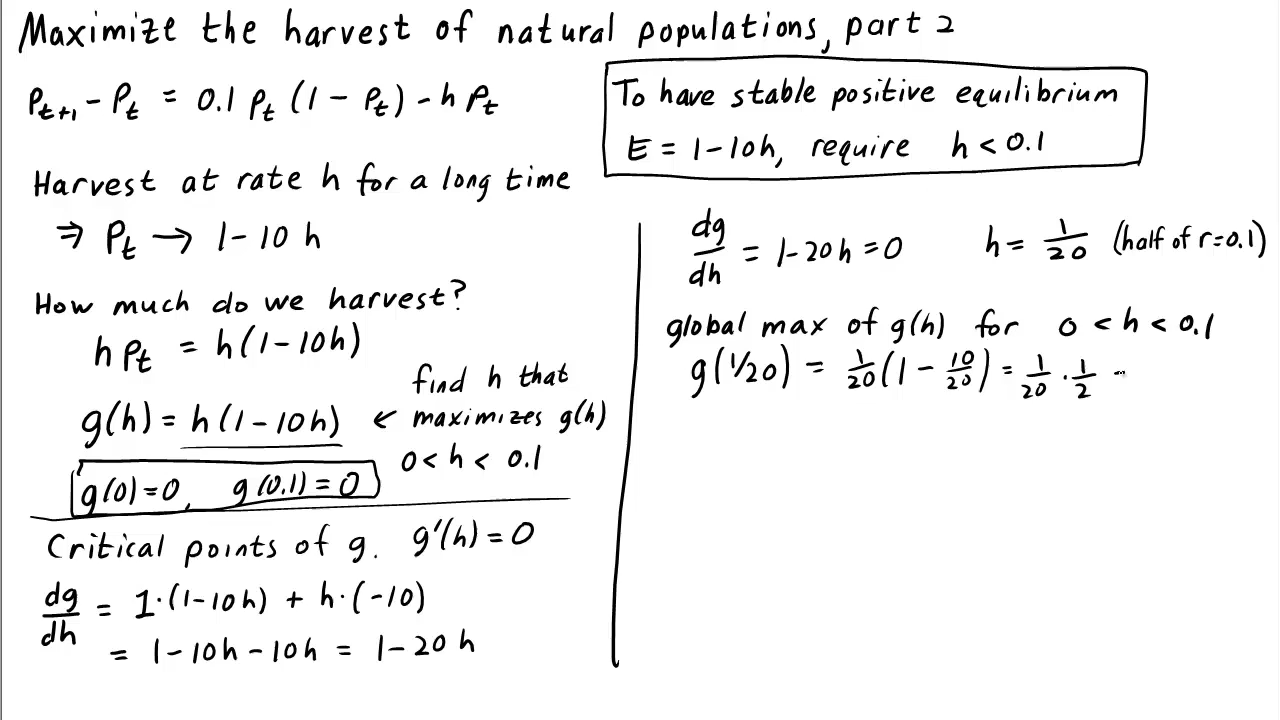 Maximize the harvest of natural populations, part 2
P_{t+1} - P_t = 0.1 P_t (1 - P_t) - h P_t
To have stable positive equilibrium
E = 1-10h, require h < 0.1
Harvest at rate h for a long time
⇒ P_t → 1-10h
How much do we harvest?
h P_t = h(1-10h)
g(h) = h(1-10h) ← find h that
maximizes g(h)
0 < h < 0.1
g(0)=0, g(0.1)=0
Critical points of g. g'(h)=0
dg/dh = 1·(1-10h) + h·(-10)
= 1-10h-10h = 1-20h
dg/dh = 1-20h=0 h = 1/20 (half of r=0.1)
global max of g(h) for 0 < h < 0.1
g(1/20) = 1/20 (1 - 10/20) = 1/20 · 1/2 =